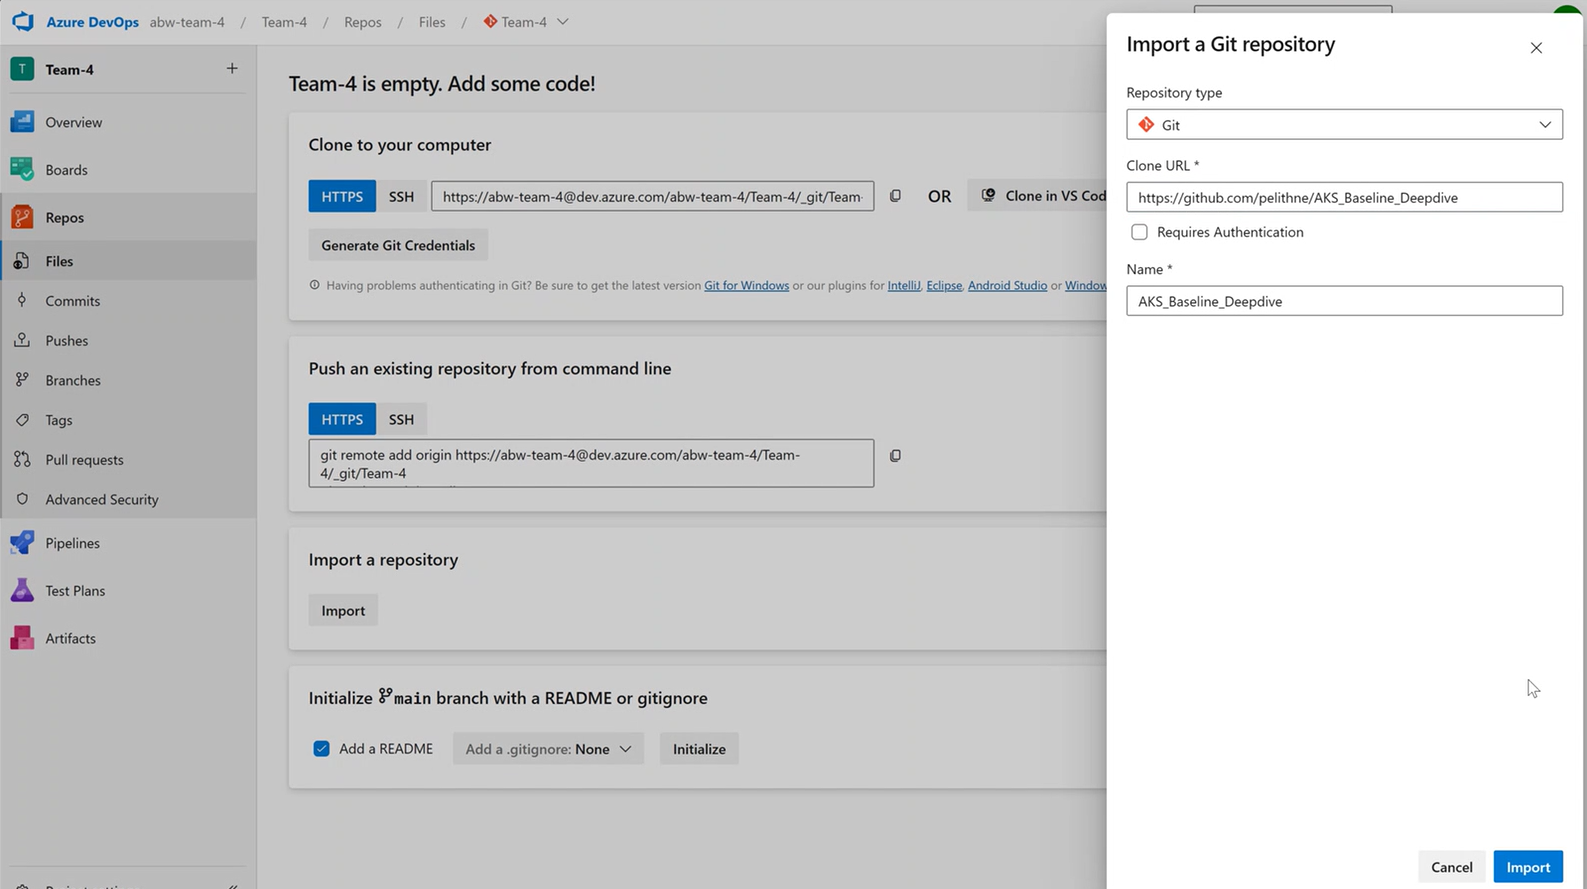 Azure DevOps abw-team-4 / Team-4 / Repos / Files / Team-4
T Team-4 +
Overview
Boards
Repos
Files
Commits
Pushes
Branches
Tags
Pull requests
Advanced Security
Pipelines
Test Plans
Artifacts
Team-4 is empty. Add some code!
Clone to your computer
HTTPS SSH https://abw-team-4@dev.azure.com/abw-team-4/Team-4/_git/Team- OR Clone in VS Cod
Generate Git Credentials
Having problems authenticating in Git? Be sure to get the latest version Git for Windows or our plugins for IntelliJ, Eclipse, Android Studio or Window
Push an existing repository from command line
HTTPS SSH
git remote add origin https://abw-team-4@dev.azure.com/abw-team-4/Team-
4/_git/Team-4
Import a repository
Import
Initialize main branch with a README or gitignore
Add a README Add a .gitignore: None Initialize
Import a Git repository
Repository type
Git
Clone URL *
https://github.com/pelithne/AKS_Baseline_Deepdive
Requires Authentication
Name *
AKS_Baseline_Deepdive
Cancel Import